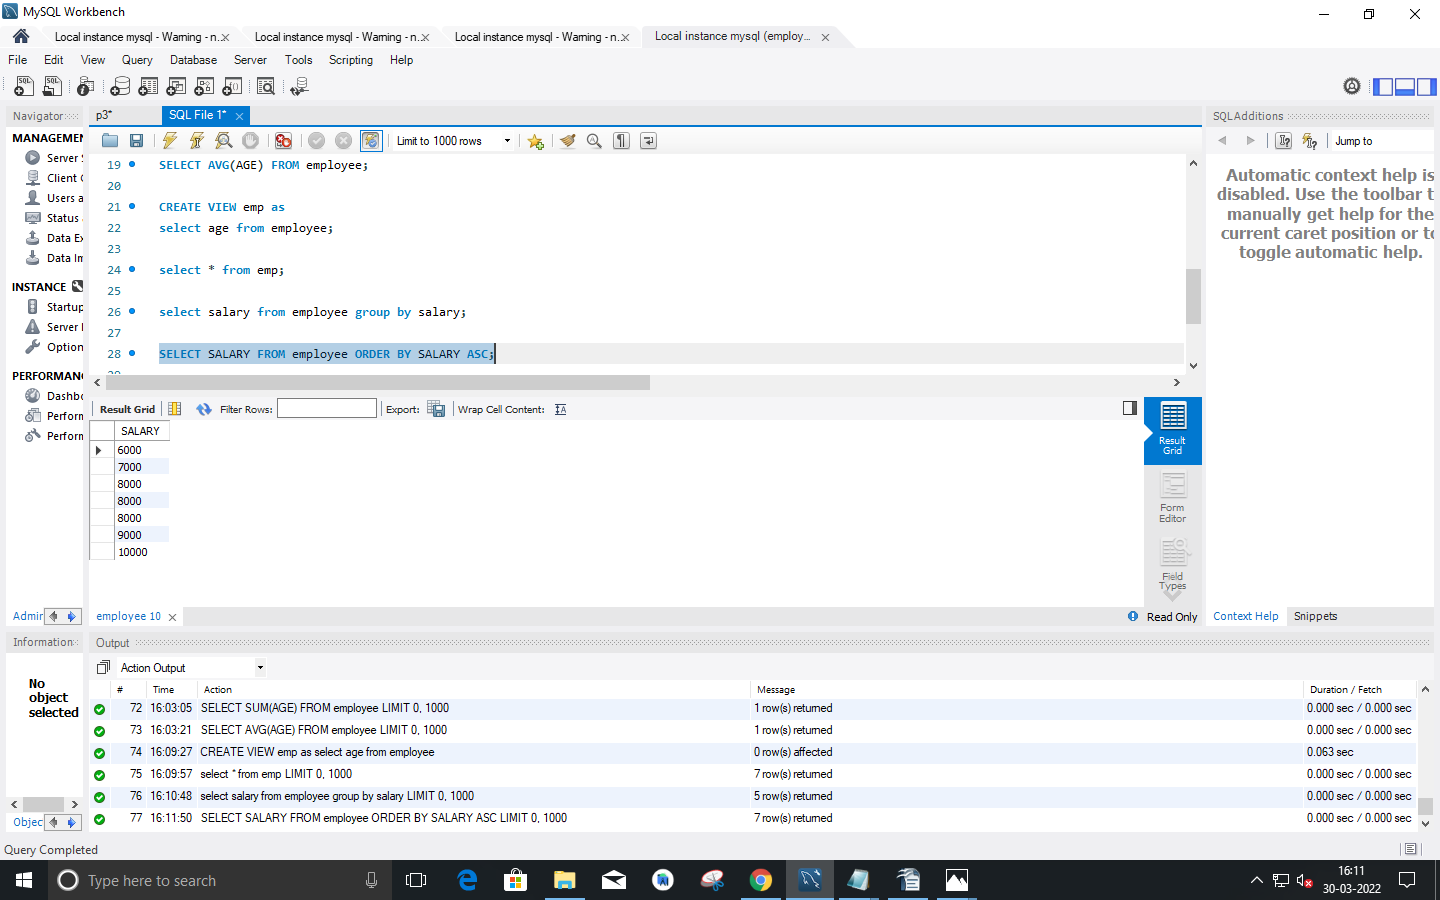 MySQL Workbench
Local instance mysql - Warning - n...
Local instance mysql - Warning - n...
Local instance mysql - Warning - n...
Local instance mysql (employ...
File Edit View Query Database Server Tools Scripting Help
Navigator
p3*
SQL File 1*
SQLAdditions
MANAGEMEN
Server S
Client C
Users a
Status
Data Ex
Data Im
INSTANCE
Startup
Server l
Option
PERFORMANC
Dashbo
Perform
Perform
Limit to 1000 rows
19 SELECT AVG(AGE) FROM employee;
20
21 CREATE VIEW emp as
22 select age from employee;
23
24 select * from emp;
25
26 select salary from employee group by salary;
27
28 SELECT SALARY FROM employee ORDER BY SALARY ASC;
Jump to
Automatic context help is
disabled. Use the toolbar t
manually get help for the
current caret position or to
toggle automatic help.
Result Grid
Filter Rows:
Export:
Wrap Cell Content:
SALARY
6000
7000
8000
8000
8000
9000
10000
Result
Grid
Form
Editor
Field
Types
Admir
employee 10
Read Only
Context Help
Snippets
Information
No
object
selected
Objec
Output
Action Output
# Time Action Message Duration / Fetch
72 16:03:05 SELECT SUM(AGE) FROM employee LIMIT 0, 1000 1 row(s) returned 0.000 sec / 0.000 sec
73 16:03:21 SELECT AVG(AGE) FROM employee LIMIT 0, 1000 1 row(s) returned 0.000 sec / 0.000 sec
74 16:09:27 CREATE VIEW emp as select age from employee 0 row(s) affected 0.063 sec
75 16:09:57 select * from emp LIMIT 0, 1000 7 row(s) returned 0.000 sec / 0.000 sec
76 16:10:48 select salary from employee group by salary LIMIT 0, 1000 5 row(s) returned 0.000 sec / 0.000 sec
77 16:11:50 SELECT SALARY FROM employee ORDER BY SALARY ASC LIMIT 0, 1000 7 row(s) returned 0.000 sec / 0.000 sec
Query Completed
Type here to search
16:11
30-03-2022